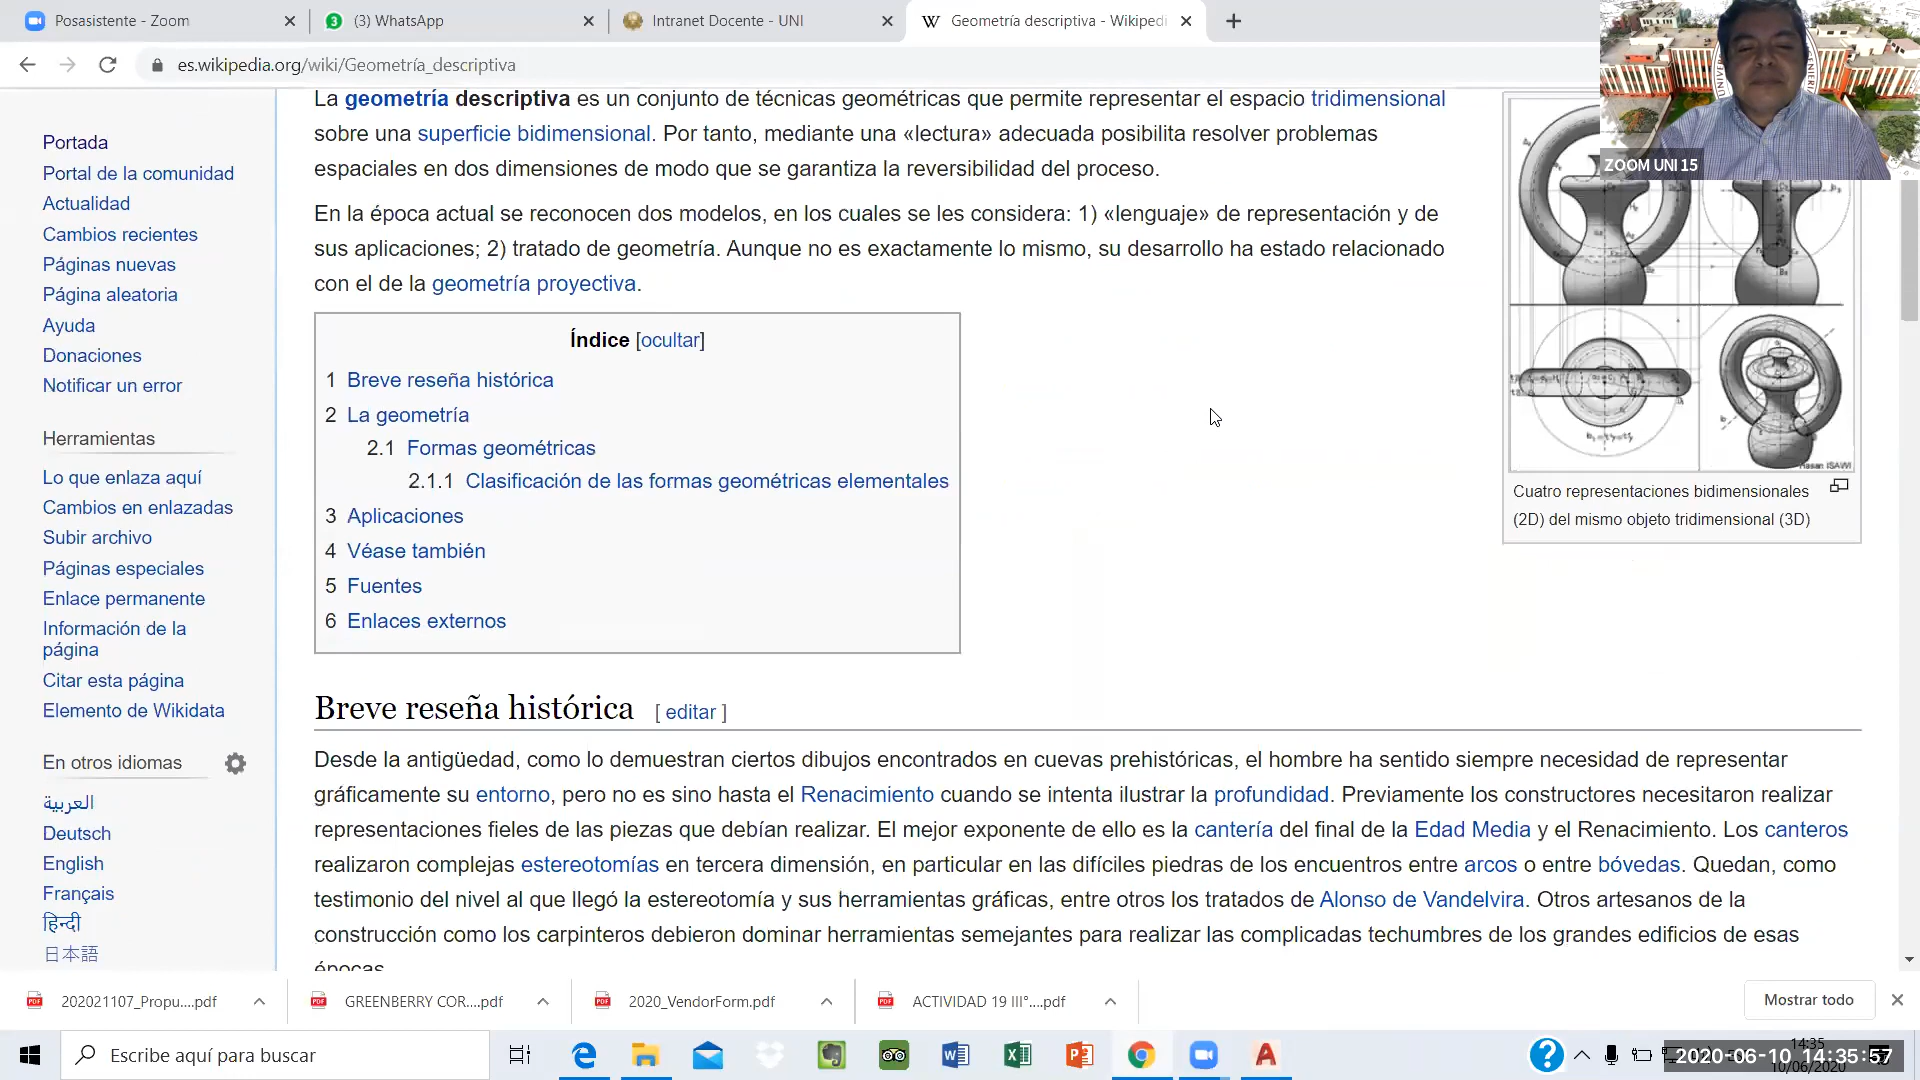 Posasistente - Zoom
(3) WhatsApp
Intranet Docente - UNI
Geometría descriptiva - Wikipedi
es.wikipedia.org/wiki/Geometría_descriptiva
ZOOM UNI 15
Portada
Portal de la comunidad
Actualidad
Cambios recientes
Páginas nuevas
Página aleatoria
Ayuda
Donaciones
Notificar un error
Herramientas
Lo que enlaza aquí
Cambios en enlazadas
Subir archivo
Páginas especiales
Enlace permanente
Información de la
página
Citar esta página
Elemento de Wikidata
En otros idiomas
العربية
Deutsch
English
Français
हिन्दी
日本語
La geometría descriptiva es un conjunto de técnicas geométricas que permite representar el espacio tridimensional
sobre una superficie bidimensional. Por tanto, mediante una «lectura» adecuada posibilita resolver problemas
espaciales en dos dimensiones de modo que se garantiza la reversibilidad del proceso.
En la época actual se reconocen dos modelos, en los cuales se les considera: 1) «lenguaje» de representación y de
sus aplicaciones; 2) tratado de geometría. Aunque no es exactamente lo mismo, su desarrollo ha estado relacionado
con el de la geometría proyectiva.
Índice [ocultar]
1 Breve reseña histórica
2 La geometría
2.1 Formas geométricas
2.1.1 Clasificación de las formas geométricas elementales
3 Aplicaciones
4 Véase también
5 Fuentes
6 Enlaces externos
Hasan ISAWI
Cuatro representaciones bidimensionales
(2D) del mismo objeto tridimensional (3D)
Breve reseña histórica [ editar ]
Desde la antigüedad, como lo demuestran ciertos dibujos encontrados en cuevas prehistóricas, el hombre ha sentido siempre necesidad de representar
gráficamente su entorno, pero no es sino hasta el Renacimiento cuando se intenta ilustrar la profundidad. Previamente los constructores necesitaron realizar
representaciones fieles de las piezas que debían realizar. El mejor exponente de ello es la cantería del final de la Edad Media y el Renacimiento. Los canteros
realizaron complejas estereotomías en tercera dimensión, en particular en las difíciles piedras de los encuentros entre arcos o entre bóvedas. Quedan, como
testimonio del nivel al que llegó la estereotomía y sus herramientas gráficas, entre otros los tratados de Alonso de Vandelvira. Otros artesanos de la
construcción como los carpinteros debieron dominar herramientas semejantes para realizar las complicadas techumbres de los grandes edificios de esas
épocas
202021107_Propu....pdf
GREENBERRY COR....pdf
2020_VendorForm.pdf
ACTIVIDAD 19 III°....pdf
Mostrar todo
Escribe aquí para buscar
14:35
2020-06-10 14:35:57
10/06/2020